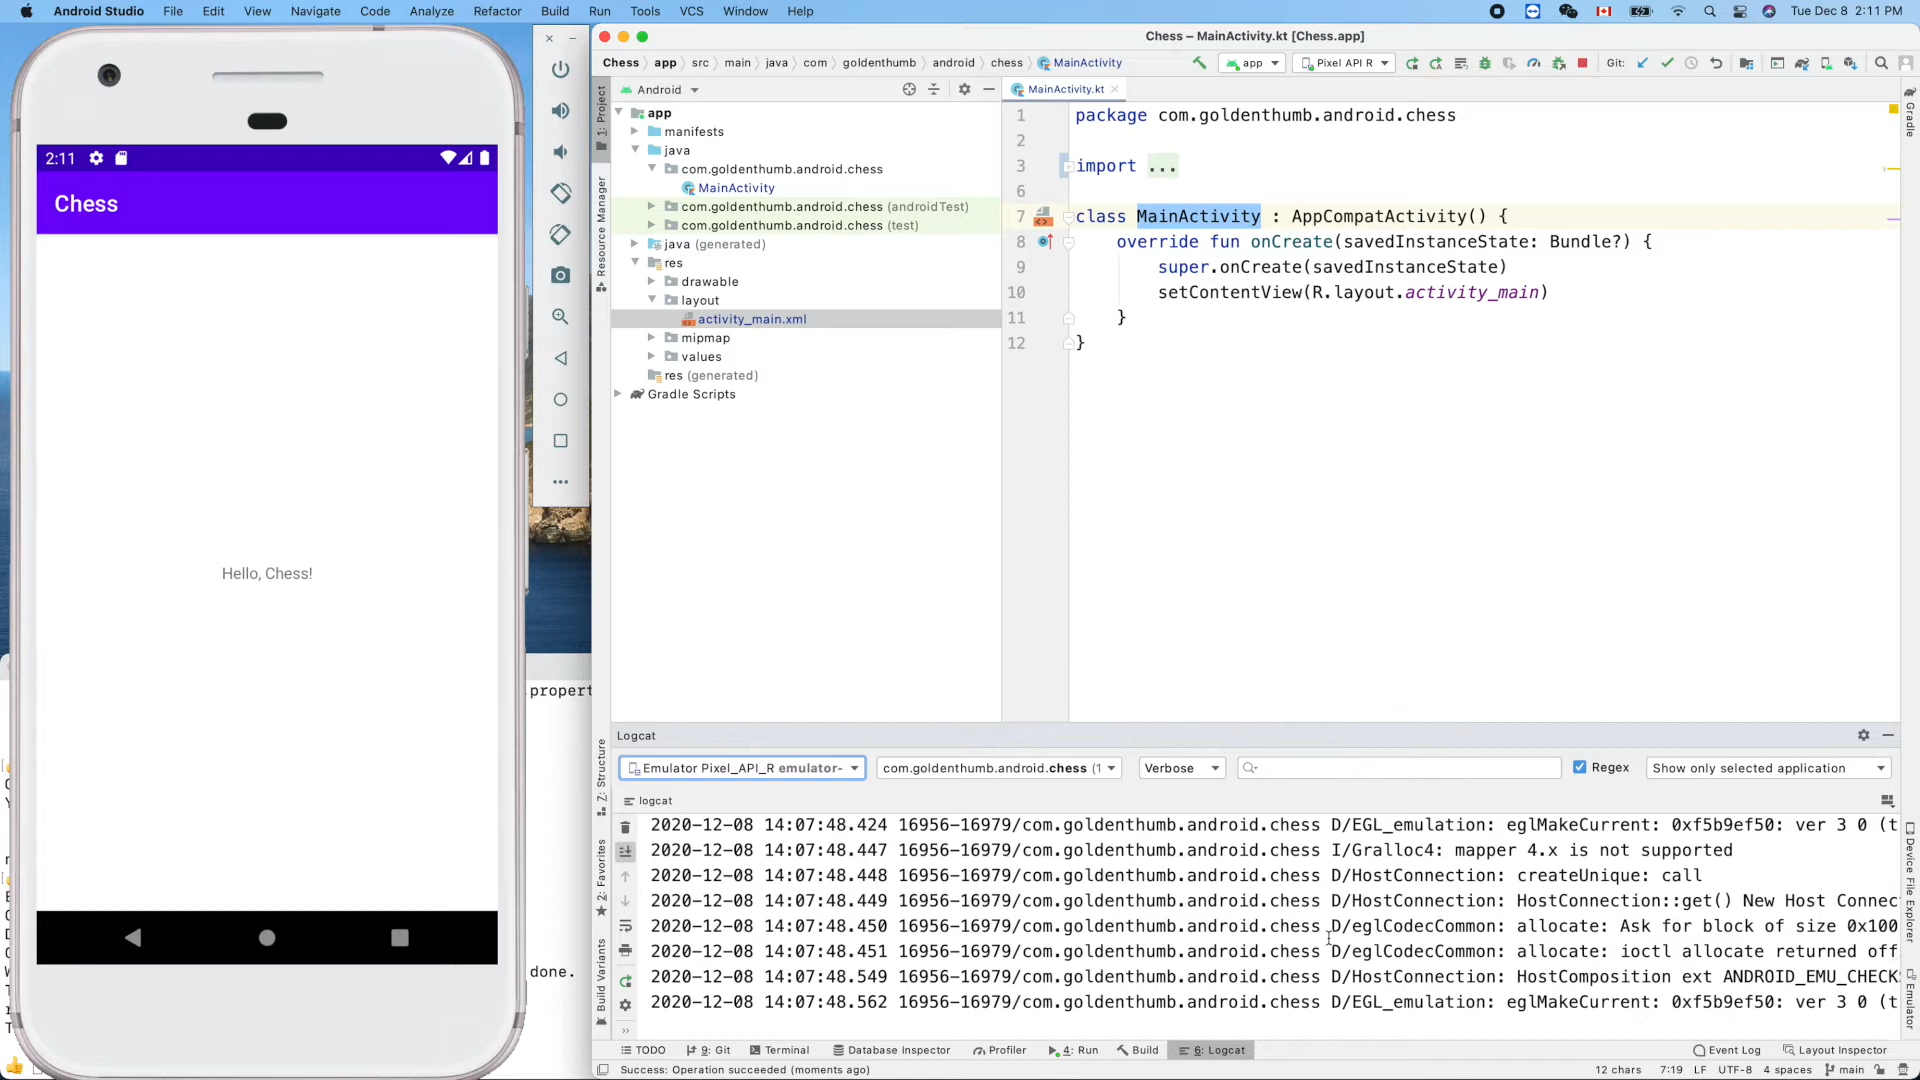 Android Studio File Edit View Navigate Code Analyze Refactor Build Run Tools VCS Window Help Tue Dec 8 2:11 PM
Chess – MainActivity.kt [Chess.app]
Chess app src main java com goldenthumb android chess MainActivity app Pixel API R Git:
Android
MainActivity.kt
1: Project
Resource Manager
7: Structure
2: Favorites
Build Variants
app
manifests
java
com.goldenthumb.android.chess
MainActivity
com.goldenthumb.android.chess (androidTest)
com.goldenthumb.android.chess (test)
java (generated)
res
drawable
layout
activity_main.xml
mipmap
values
res (generated)
Gradle Scripts
1 package com.goldenthumb.android.chess
2
3 import ...
6
7 class MainActivity : AppCompatActivity() {
8 override fun onCreate(savedInstanceState: Bundle?) {
9 super.onCreate(savedInstanceState)
10 setContentView(R.layout.activity_main)
11 }
12 }
Gradle
Device File Explorer
Emulator
2:11
Chess
Hello, Chess!
.propert
done.
Logcat
Emulator Pixel_API_R emulator- com.goldenthumb.android.chess (1 Verbose Regex Show only selected application
logcat
2020-12-08 14:07:48.424 16956-16979/com.goldenthumb.android.chess D/EGL_emulation: eglMakeCurrent: 0xf5b9ef50: ver 3 0 (t
2020-12-08 14:07:48.447 16956-16979/com.goldenthumb.android.chess I/Gralloc4: mapper 4.x is not supported
2020-12-08 14:07:48.448 16956-16979/com.goldenthumb.android.chess D/HostConnection: createUnique: call
2020-12-08 14:07:48.449 16956-16979/com.goldenthumb.android.chess D/HostConnection: HostConnection::get() New Host Connec
2020-12-08 14:07:48.450 16956-16979/com.goldenthumb.android.chess D/eglCodecCommon: allocate: Ask for block of size 0x100
2020-12-08 14:07:48.451 16956-16979/com.goldenthumb.android.chess D/eglCodecCommon: allocate: ioctl allocate returned off
2020-12-08 14:07:48.549 16956-16979/com.goldenthumb.android.chess D/HostConnection: HostComposition ext ANDROID_EMU_CHECKS
2020-12-08 14:07:48.562 16956-16979/com.goldenthumb.android.chess D/EGL_emulation: eglMakeCurrent: 0xf5b9ef50: ver 3 0 (t
TODO 9: Git Terminal Database Inspector Profiler 4: Run Build 6: Logcat Event Log Layout Inspector
Success: Operation succeeded (moments ago) 12 chars 7:19 LF UTF-8 4 spaces main